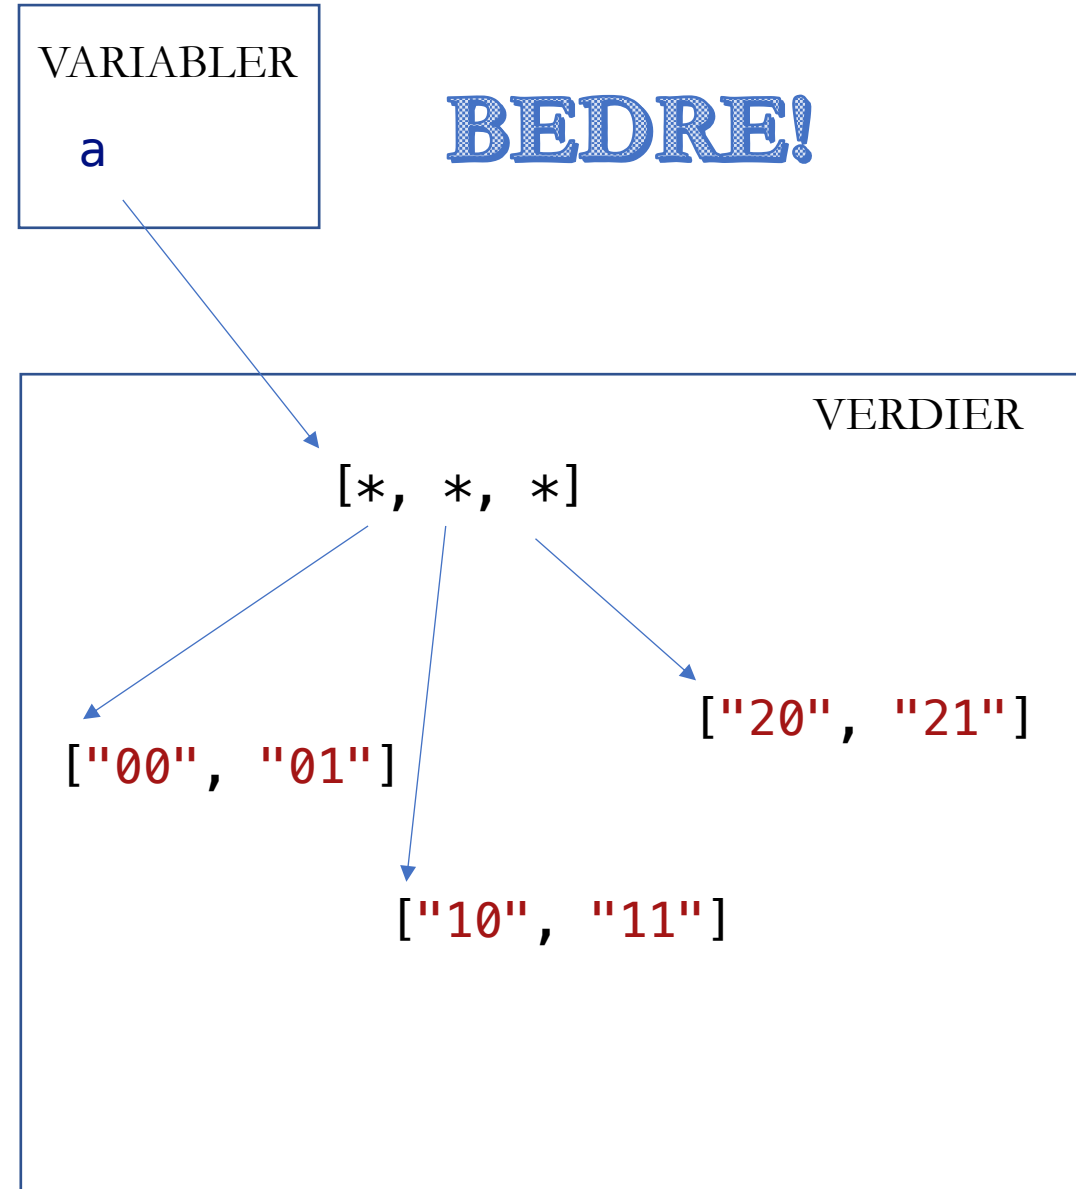 VARIABLER
BEDRE!
a
VERDIER
[*, *, *]
["20", "21"]
["00", "01"]
["10", "11"]